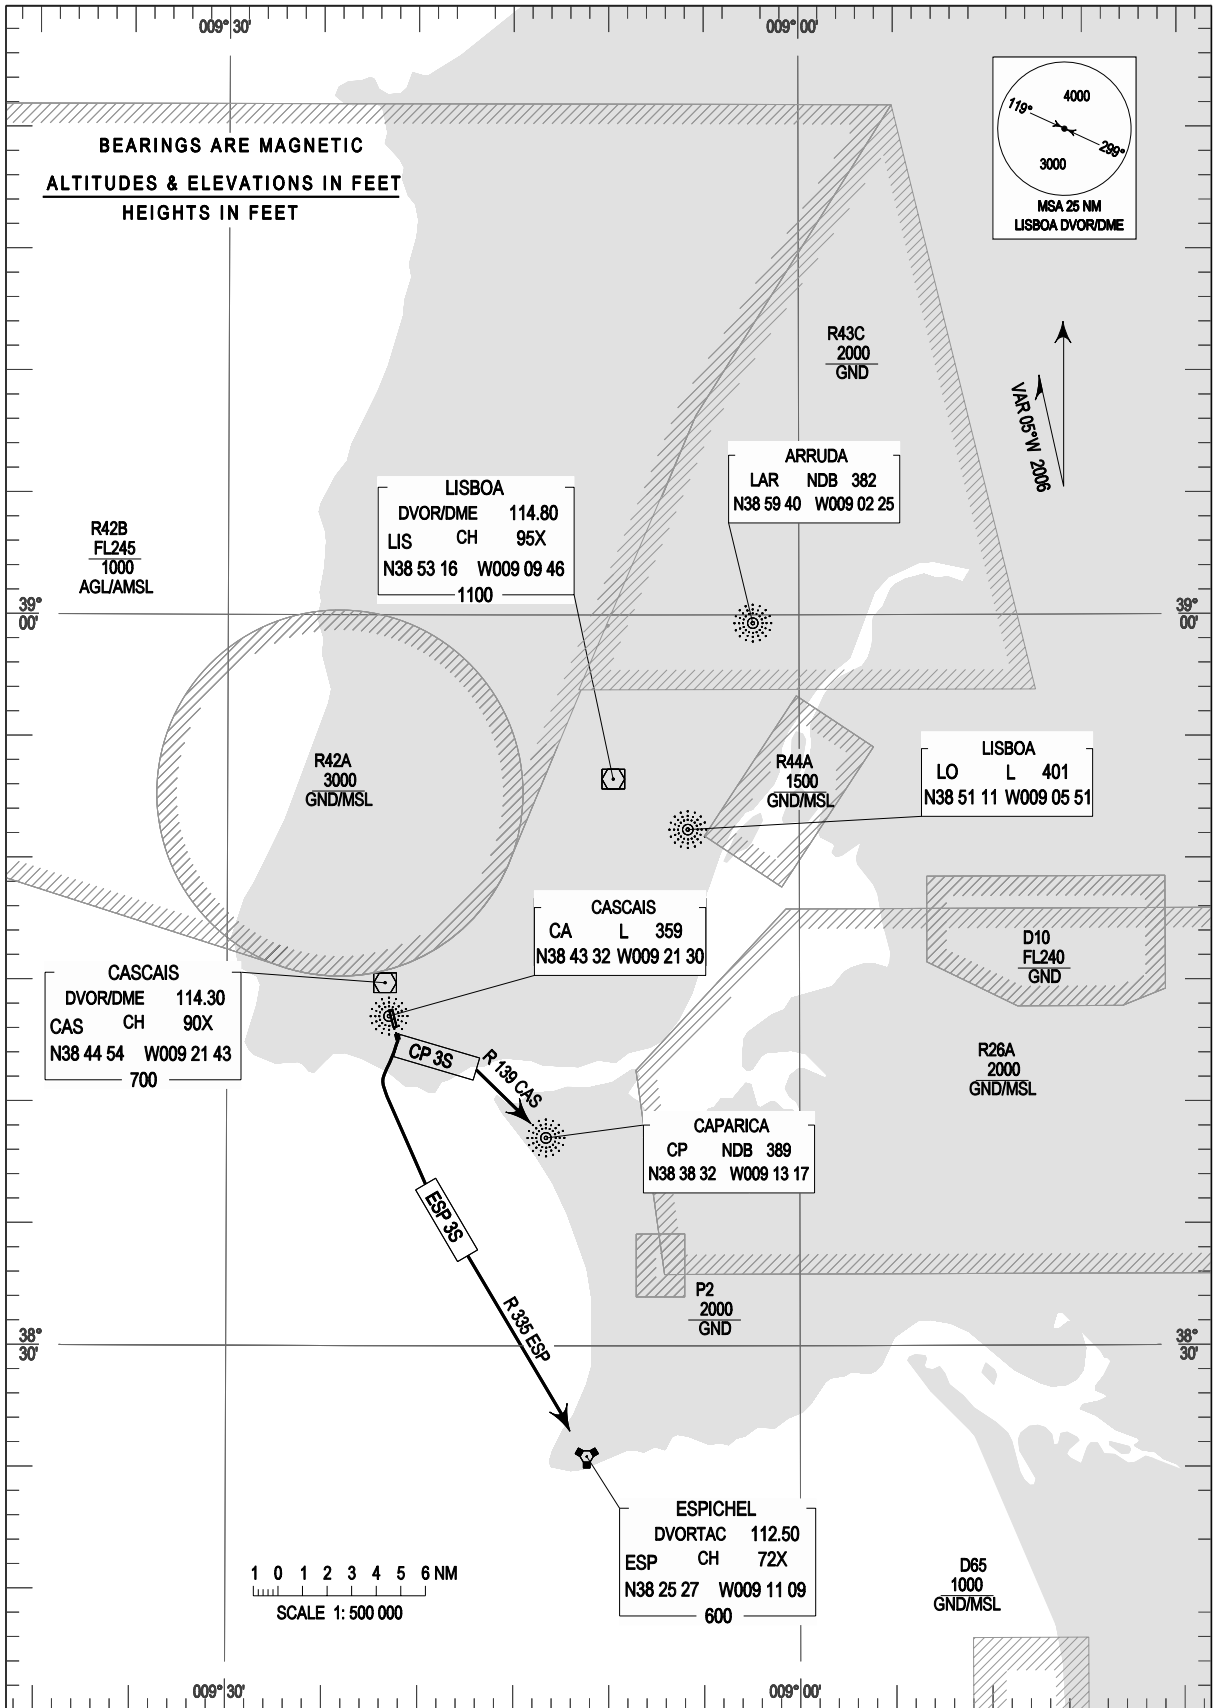 009° 30'
009° 00'
BEARINGS ARE MAGNETIC
ALTITUDES & ELEVATIONS IN FEET
HEIGHTS IN FEET
4000
119°
299°
3000
MSA 25 NM
LISBOA DVOR/DME
R43C
2000
GND
VAR 05°W 2006
ARRUDA
LAR NDB 382
N38 59 40 W009 02 25
LISBOA
DVOR/DME 114.80
LIS CH 95X
N38 53 16 W009 09 46
1100
R42B
FL245
1000
AGL/AMSL
39°
00'
39°
00'
R42A
3000
GND/MSL
R44A
1500
GND/MSL
LISBOA
LO L 401
N38 51 11 W009 05 51
CASCAIS
CA L 359
N38 43 32 W009 21 30
D10
FL240
GND
CASCAIS
DVOR/DME 114.30
CAS CH 90X
N38 44 54 W009 21 43
700
CP 3S
R 139 CAS
R26A
2000
GND/MSL
CAPARICA
CP NDB 389
N38 38 32 W009 13 17
ESP 3S
R 335 ESP
P2
2000
GND
38°
30'
38°
30'
ESPICHEL
DVORTAC 112.50
ESP CH 72X
N38 25 27 W009 11 09
600
D65
1000
GND/MSL
1 0 1 2 3 4 5 6 NM
SCALE 1: 500 000
009° 30'
009° 00'